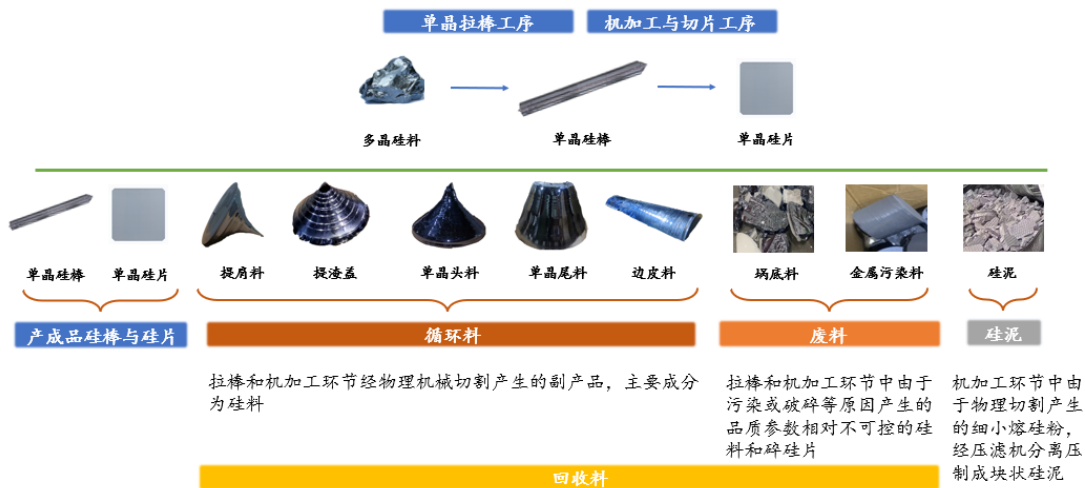 单晶拉棒工序
机加工与切片工序
多晶硅料
单晶硅棒
单晶硅片
单晶硅棒
单晶硅片
提肩料
提渣盖
单晶头料
单晶尾料
边皮料
埚底料
金属污染料
硅泥
产成品硅棒与硅片
循环料
废料
硅泥
拉棒和机加工环节经物理机械切割产生的副产品，主要成分
为硅料
拉棒和机加工环节中由于
污染或破碎等原因产生的
品质参数相对不可控的硅
料和碎硅片
机加工环节中由
于物理切割产生
的细小熔硅粉，
经压滤机分离压
制成块状硅泥
回收料